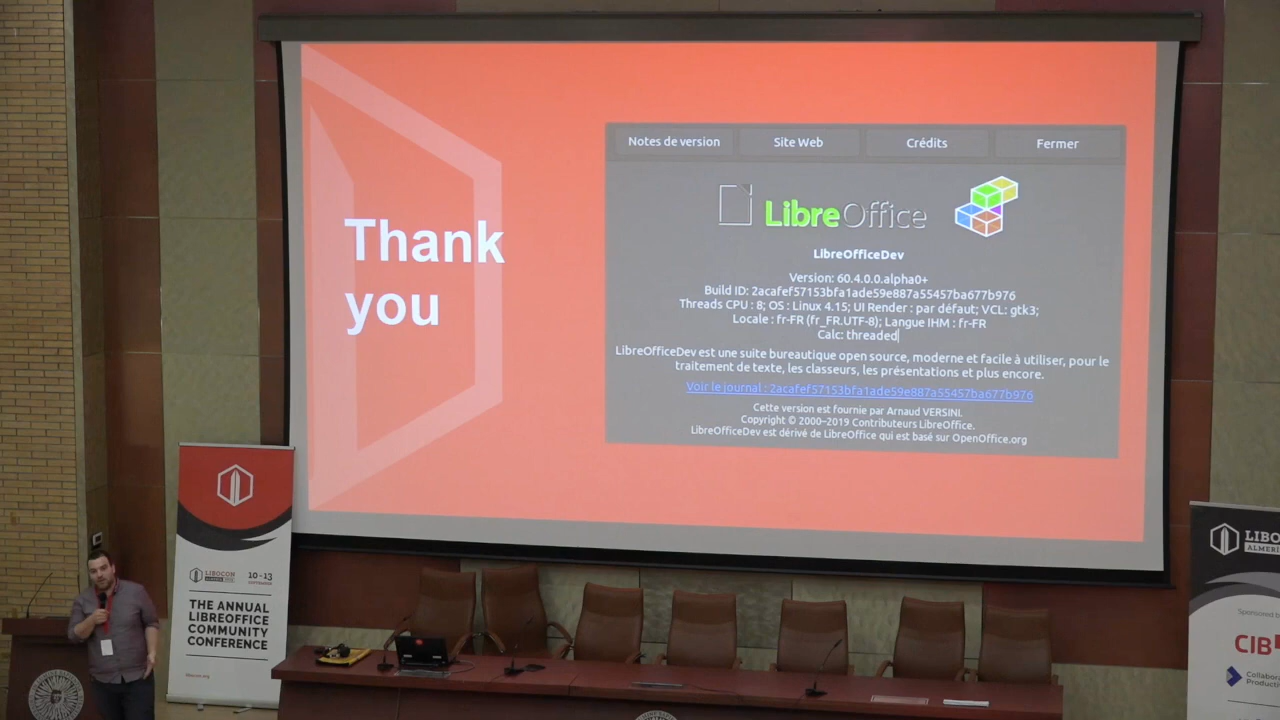 Thank
you
Notes de version
Site Web
Crédits
Fermer
LibreOffice
LibreOfficeDev
Version: 60.4.0.0.alpha0+
Build ID: 2acafef57153bfa1ade59e887a55457ba677b976
Threads CPU : 8; OS : Linux 4.15; UI Render : par défaut; VCL: gtk3;
Locale : fr-FR (fr_FR.UTF-8); Langue IHM : fr-FR
Calc: threaded
LibreOfficeDev est une suite bureautique open source, moderne et facile à utiliser, pour le
traitement de texte, les classeurs, les présentations et plus encore.
Voir le journal : 2acafef57153bfa1ade59e887a55457ba677b976
Cette version est fournie par Arnaud VERSINI.
Copyright © 2000–2019 Contributeurs LibreOffice.
LibreOfficeDev est dérivé de LibreOffice qui est basé sur OpenOffice.org
LIBOCON
10-13
THE ANNUAL
LIBREOFFICE
COMMUNITY
CONFERENCE
LIBO
ALMERÍ
Sponsored b
CIB
Collabora
Producti